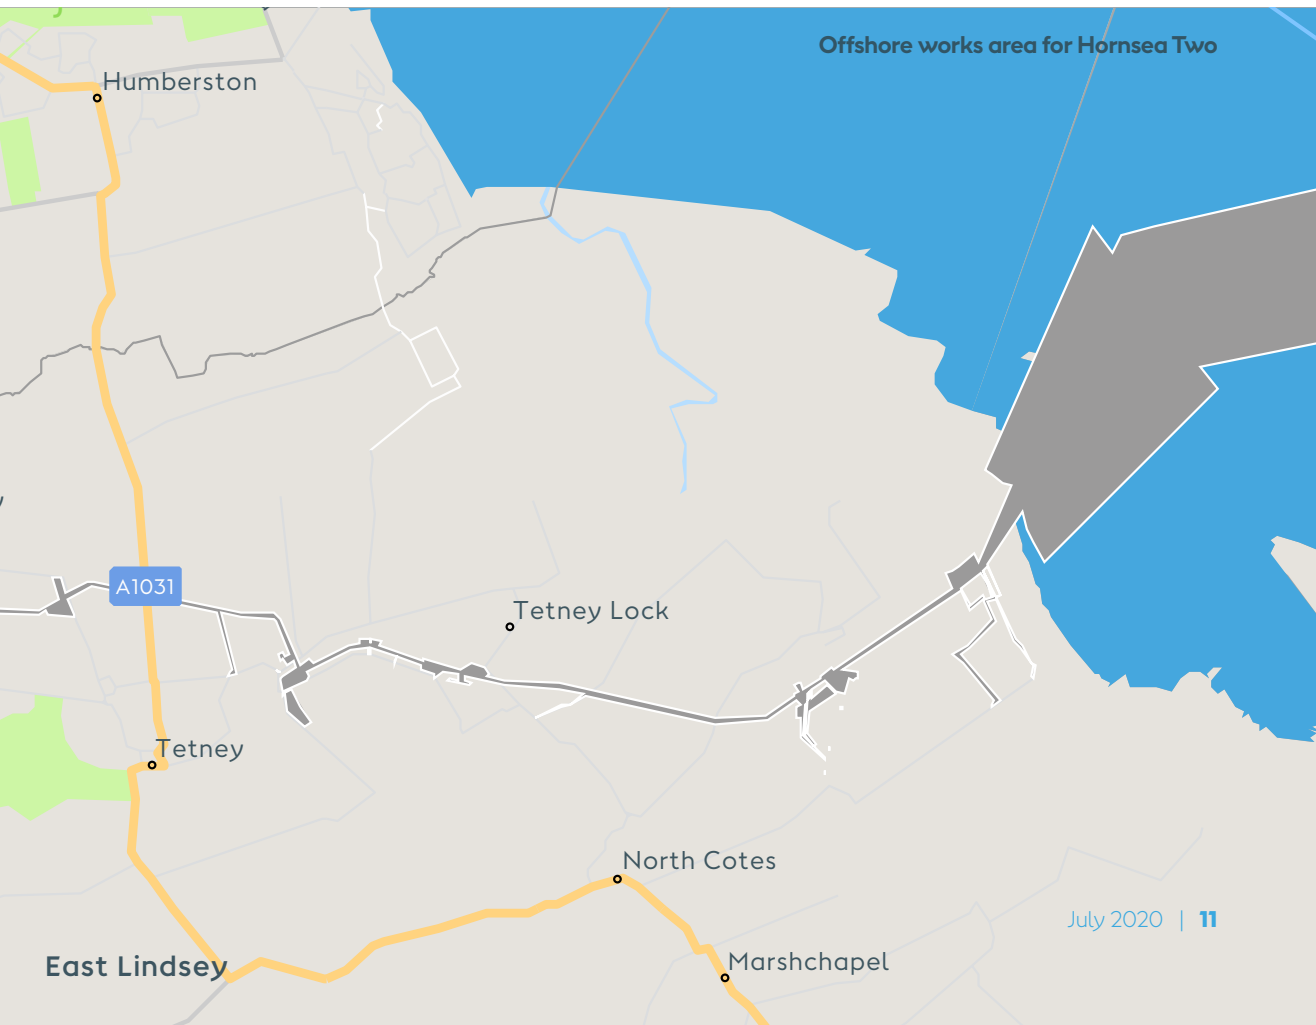 Offshore works area for Hornsea Two
Humberston
A1031
Tetney Lock
Tetney
North Cotes
July 2020 | 11
East Lindsey
Marshchapel